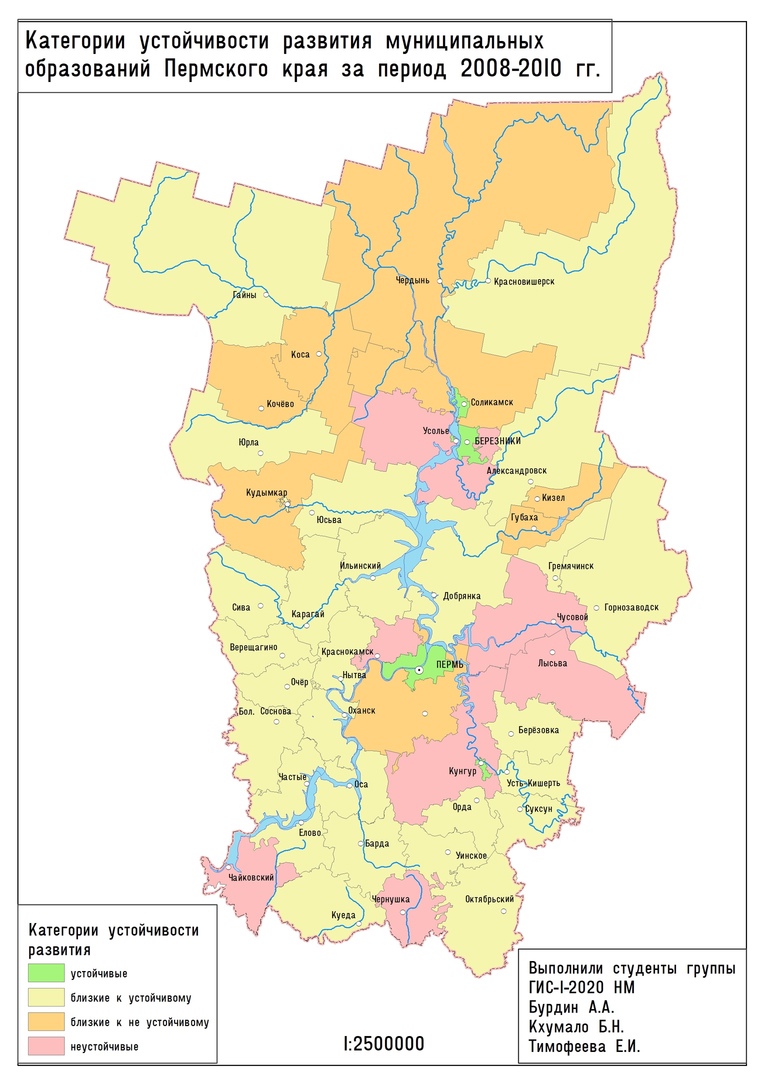 Категории устойчивости развития муниципальных
образований Пермского края за период 2008-2010 гг.
Гайны
Чердынь
Красновишерск
Коса
Кочёво
Соликамск
Усолье
БЕРЕЗНИКИ
Юрла
Александровск
Кудымкар
Кизел
Юсьва
Губаха
Ильинский
Гремячинск
Добрянка
Сива
Карагай
Чусовой
Горнозаводск
Верещагино
Краснокамск
ПЕРМЬ
Лысьва
Нытва
Очёр
Бол. Соснова
Оханск
Берёзовка
Кунгур
Частые
Оса
Усть-Кишерть
Орда
Суксун
Елово
Барда
Уинское
Чайковский
Куеда
Чернушка
Октябрьский
Категории устойчивости
развития
устойчивые
близкие к устойчивому
близкие к не устойчивому
неустойчивые
1:2500000
Выполнили студенты группы
ГИС-1-2020 НМ
Бурдин А.А.
Кхумало Б.Н.
Тимофеева Е.И.